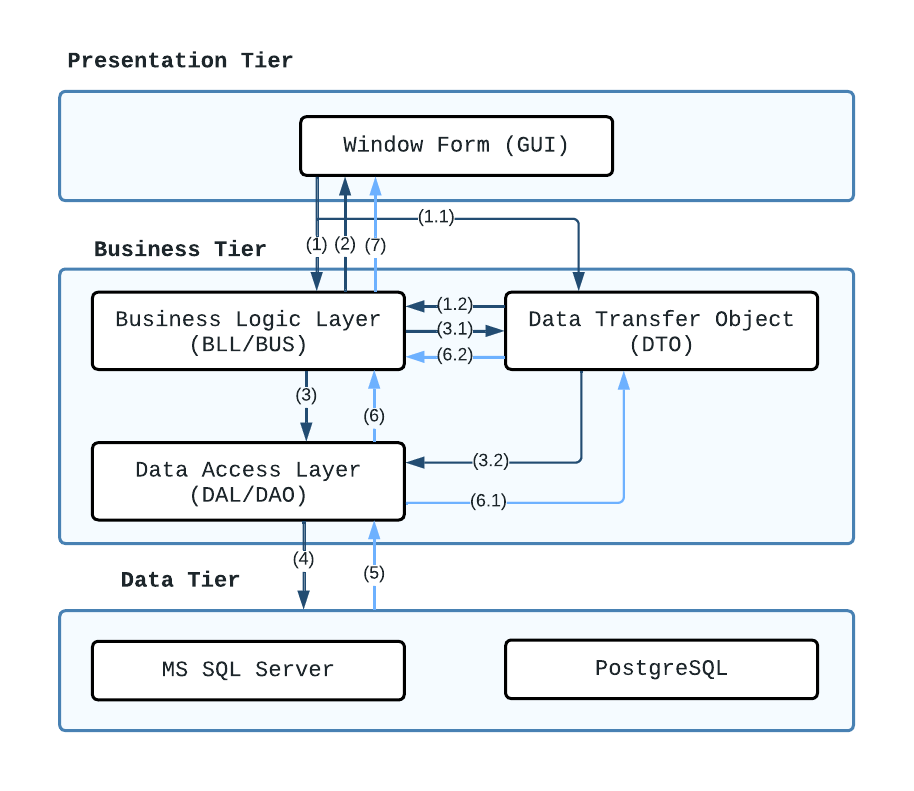 Presentation Tier
Window Form (GUI)
(1.1)
(1) (2) (7)
Business Tier
Business Logic Layer
(BLL/BUS)
(1.2)
(3.1)
(6.2)
Data Transfer Object
(DTO)
(3)
(6)
Data Access Layer
(DAL/DAO)
(3.2)
(6.1)
(4)
(5)
Data Tier
MS SQL Server
PostgreSQL